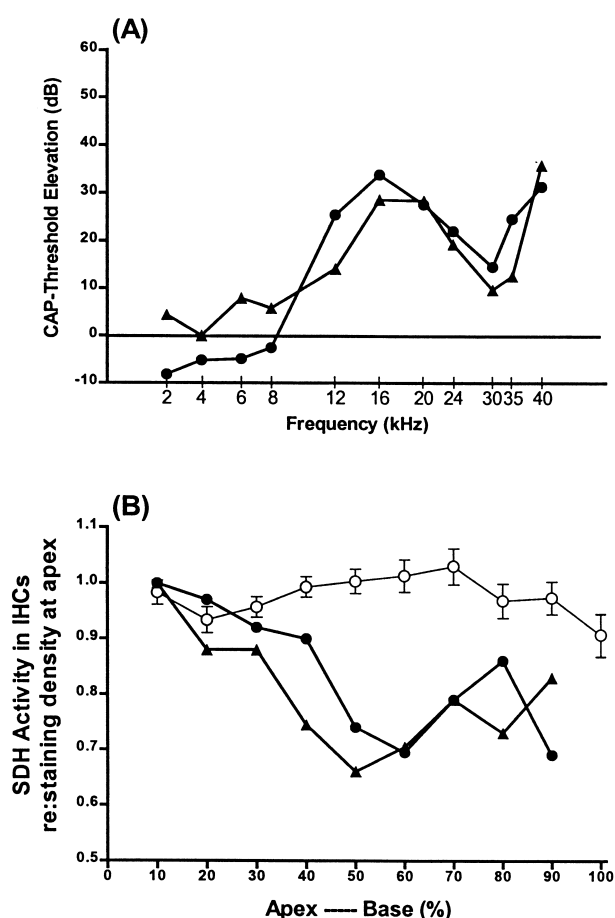 (A)
CAP-Threshold Elevation (dB)
60
50
40
30
20
10
0
-10
2 4 6 8 12 16 20 24 30 35 40
Frequency (kHz)
(B)
SDH Activity in IHCs
re:staining density at apex
1.1
1.0
0.9
0.8
0.7
0.6
0.5
0 10 20 30 40 50 60 70 80 90 100
Apex ----- Base (%)